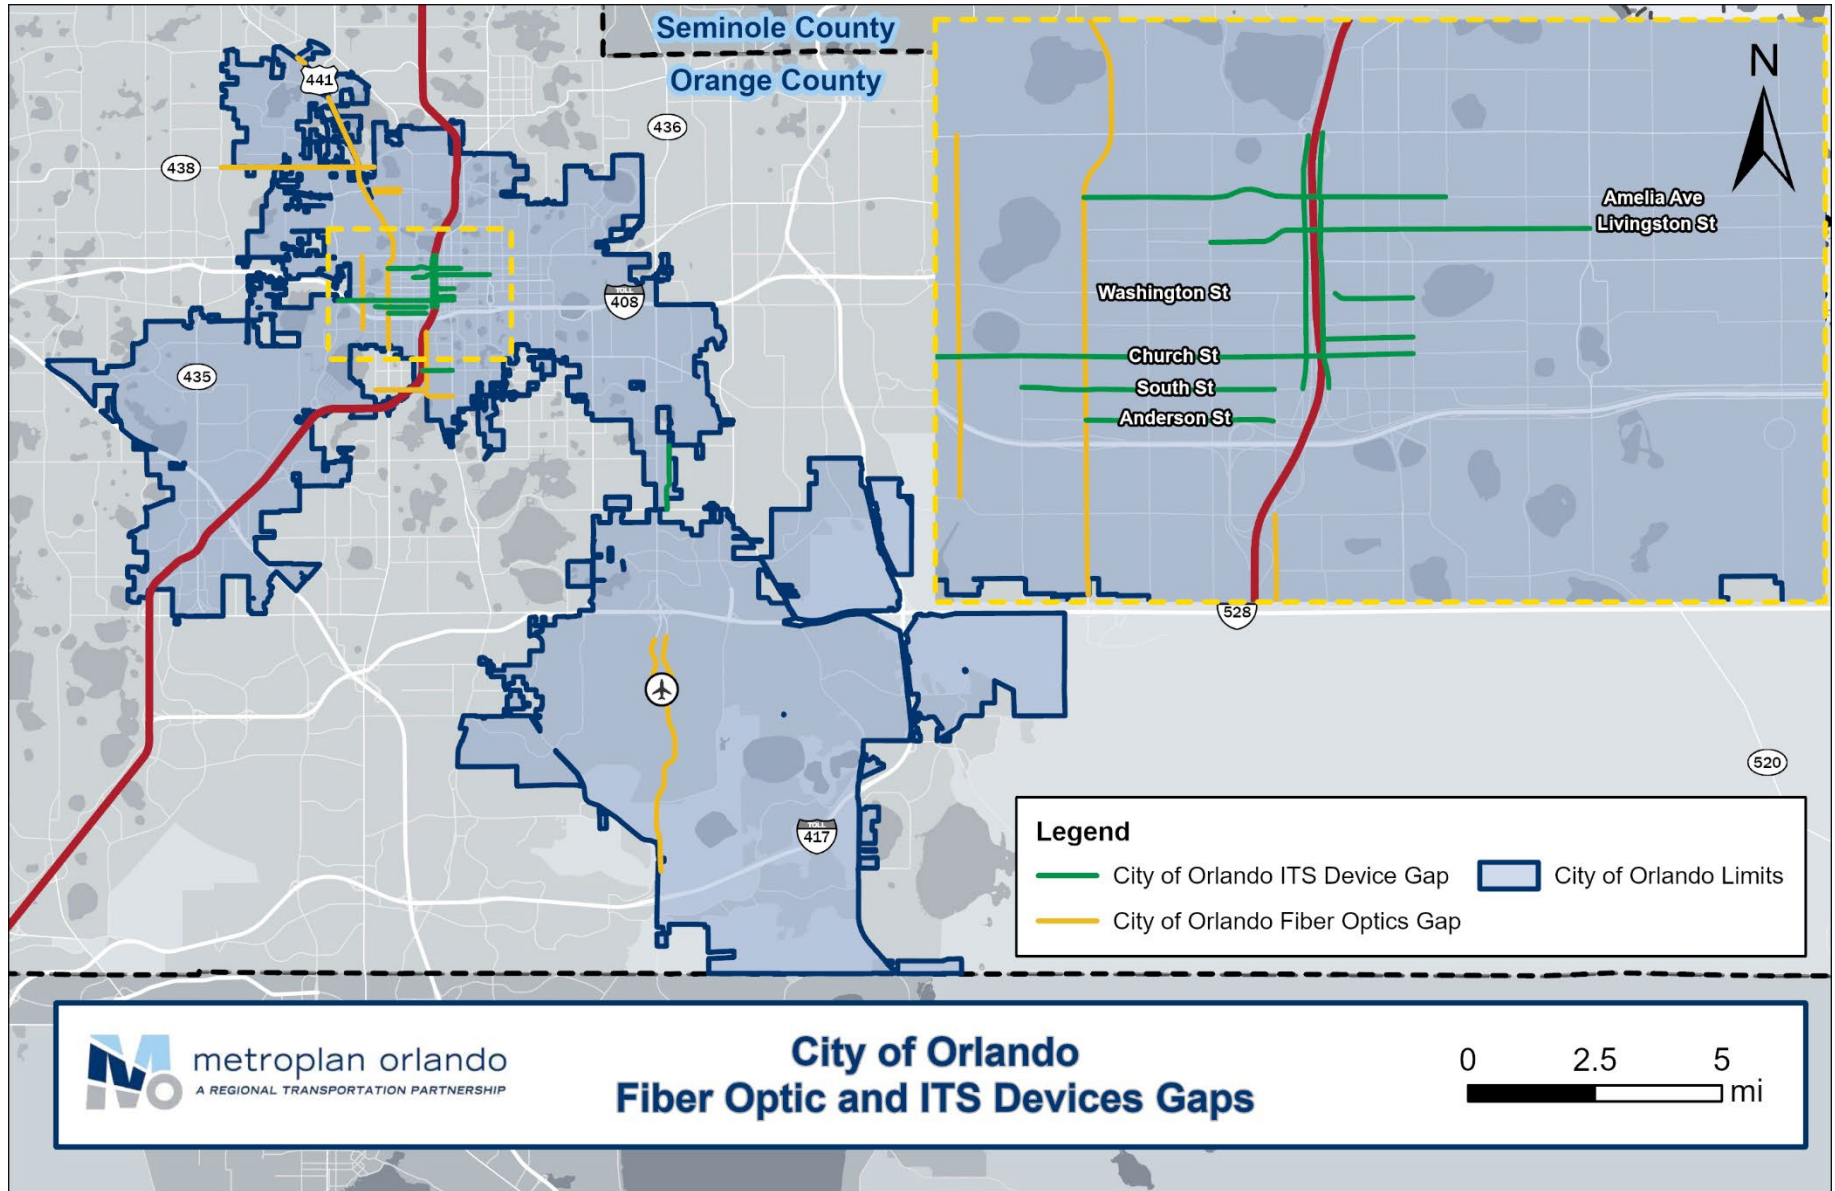 Seminole County
Orange County
N
441
436
438
Amelia Ave
Livingston St
Washington St
TOLL
408
Church St
435
South St
Anderson St
528
520
TOLL
417
Legend
City of Orlando ITS Device Gap
City of Orlando Limits
City of Orlando Fiber Optics Gap
metroplan orlando
A REGIONAL TRANSPORTATION PARTNERSHIP
City of Orlando
Fiber Optic and ITS Devices Gaps
0 2.5 5
mi